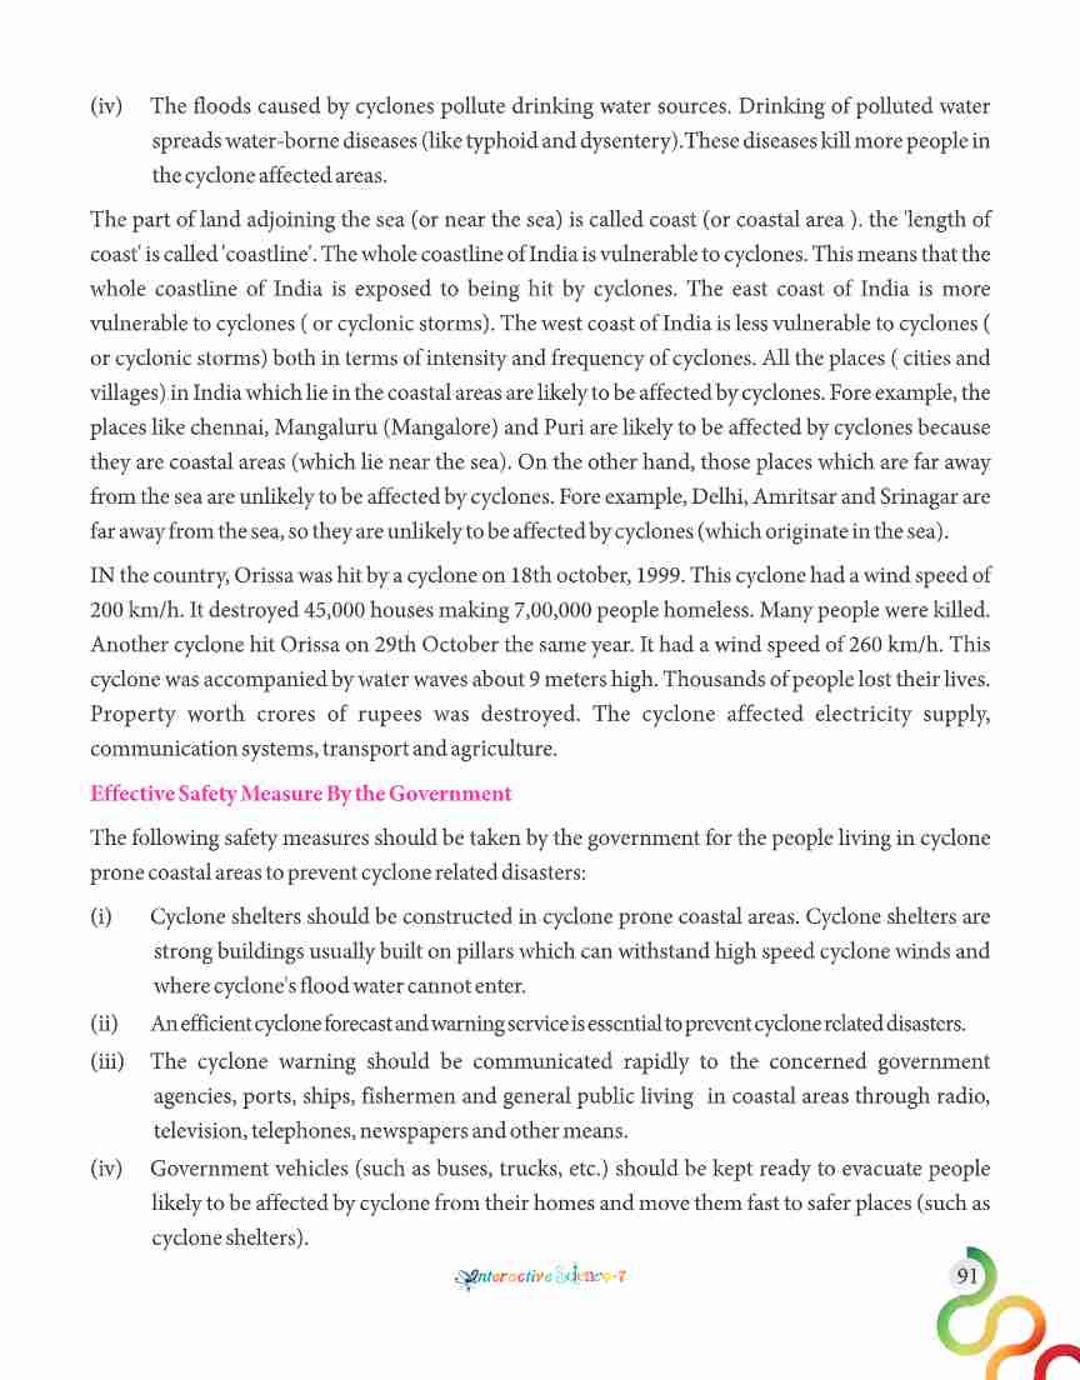 (iv) The floods caused by cyclones pollute drinking water sources. Drinking of polluted water
spreads water-borne diseases (like typhoid and dysentery).These diseases kill more people in
the cyclone affected areas.
The part of land adjoining the sea (or near the sea) is called coast (or coastal area ). the 'length of
coast' is called 'coastline'. The whole coastline of India is vulnerable to cyclones. This means that the
whole coastline of India is exposed to being hit by cyclones. The east coast of India is more
vulnerable to cyclones ( or cyclonic storms). The west coast of India is less vulnerable to cyclones (
or cyclonic storms) both in terms of intensity and frequency of cyclones. All the places ( cities and
villages) in India which lie in the coastal areas are likely to be affected by cyclones. Fore example, the
places like chennai, Mangaluru (Mangalore) and Puri are likely to be affected by cyclones because
they are coastal areas (which lie near the sea). On the other hand, those places which are far away
from the sea are unlikely to be affected by cyclones. Fore example, Delhi, Amritsar and Srinagar are
far away from the sea, so they are unlikely to be affected by cyclones (which originate in the sea).
IN the country, Orissa was hit by a cyclone on 18th october, 1999. This cyclone had a wind speed of
200 km/h. It destroyed 45,000 houses making 7,00,000 people homeless. Many people were killed.
Another cyclone hit Orissa on 29th October the same year. It had a wind speed of 260 km/h. This
cyclone was accompanied by water waves about 9 meters high. Thousands of people lost their lives.
Property worth crores of rupees was destroyed. The cyclone affected electricity supply,
communication systems, transport and agriculture.
Effective Safety Measure By the Government
The following safety measures should be taken by the government for the people living in cyclone
prone coastal areas to prevent cyclone related disasters:
(i) Cyclone shelters should be constructed in cyclone prone coastal areas. Cyclone shelters are
strong buildings usually built on pillars which can withstand high speed cyclone winds and
where cyclone's flood water cannot enter.
(ii) An efficient cyclone forecast and warning service is essential to prevent cyclone related disasters.
(iii) The cyclone warning should be communicated rapidly to the concerned government
agencies, ports, ships, fishermen and general public living in coastal areas through radio,
television, telephones, newspapers and other means.
(iv) Government vehicles (such as buses, trucks, etc.) should be kept ready to evacuate people
likely to be affected by cyclone from their homes and move them fast to safer places (such as
cyclone shelters).
Interactive Science-7
91